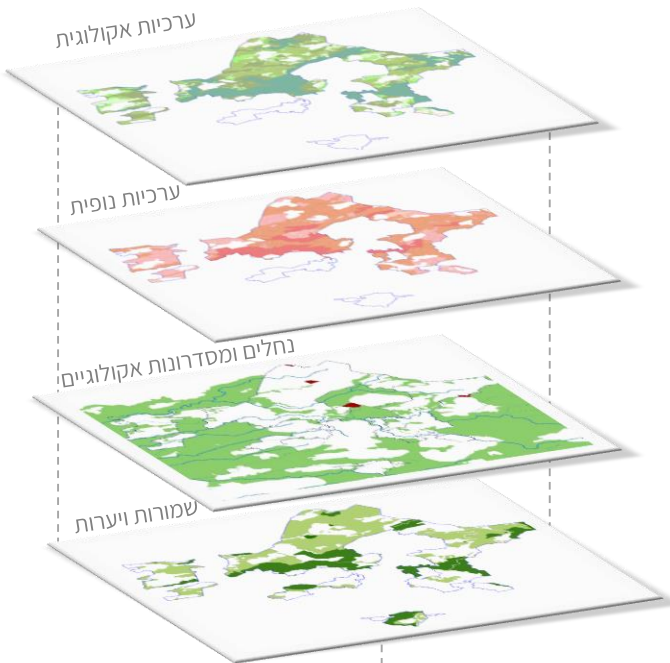 ערכיות אקולוגית
ערכיות נופית
נחלים ומסדרונות אקולוגיים
שמורות ויערות